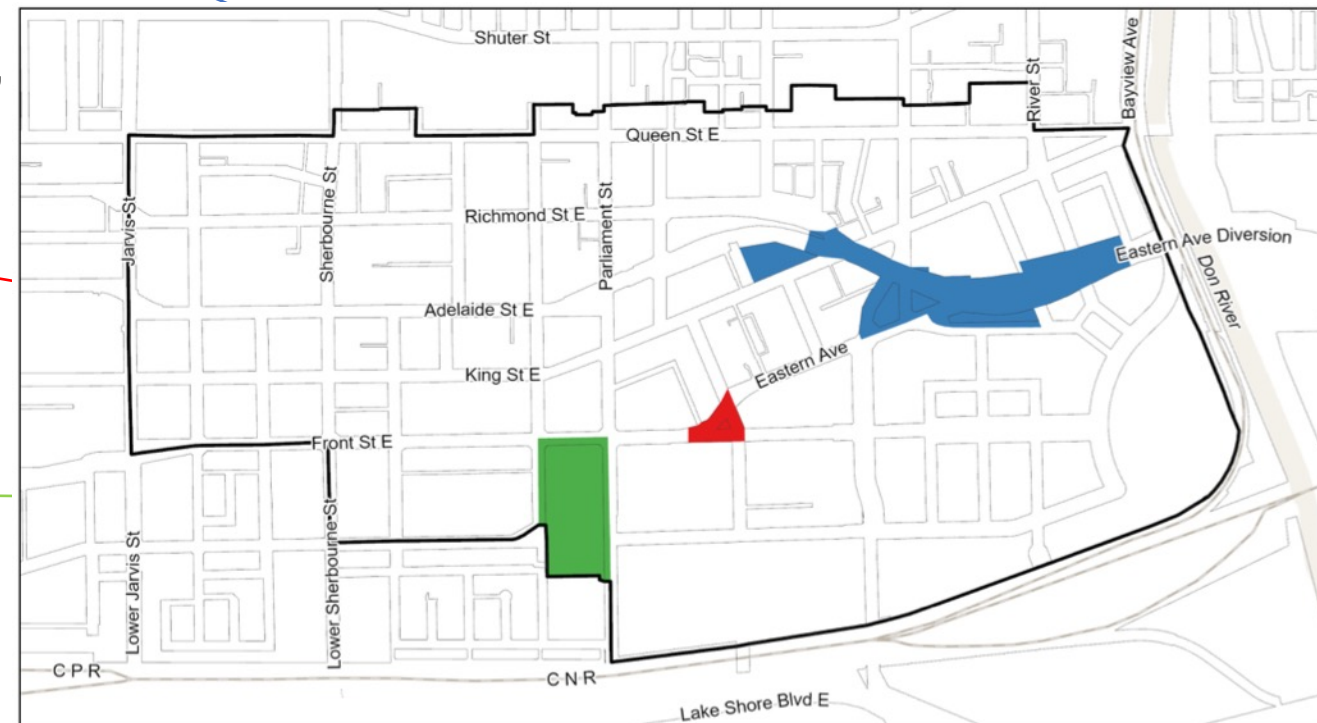 Shuter St
River St
Bayview Ave
Queen St E
Jarvis St
Sherbourne St
Parliament St
Richmond St E
Eastern Ave Diversion
Don River
Adelaide St E
Eastern Ave
King St E
Front St E
Lower Jarvis St
Lower Sherbourne St
C P R
C N R
Lake Shore Blvd E